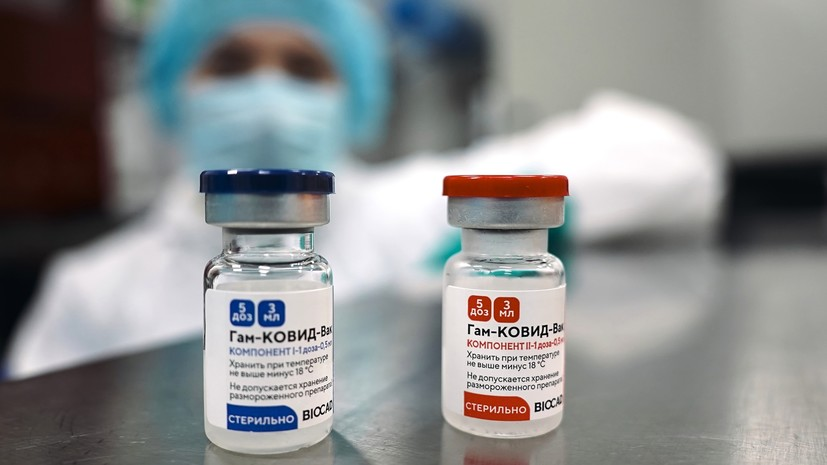 5 ДОЗ 3 МЛ
Гам-КОВИД-Вак
КОМПОНЕНТ I-1 доза-0,5
Хранить при температуре
не выше минус 18 °С
Не допускается хранение
размороженного препарата
СТЕРИЛЬНО BIOCAD
5 ДОЗ 3 МЛ
Гам-КОВИД-Вак
КОМПОНЕНТ II-1 доза-0,5
Хранить при температуре
не выше минус 18 °С
Не допускается хранение
размороженного препарата
СТЕРИЛЬНО BIOCAD